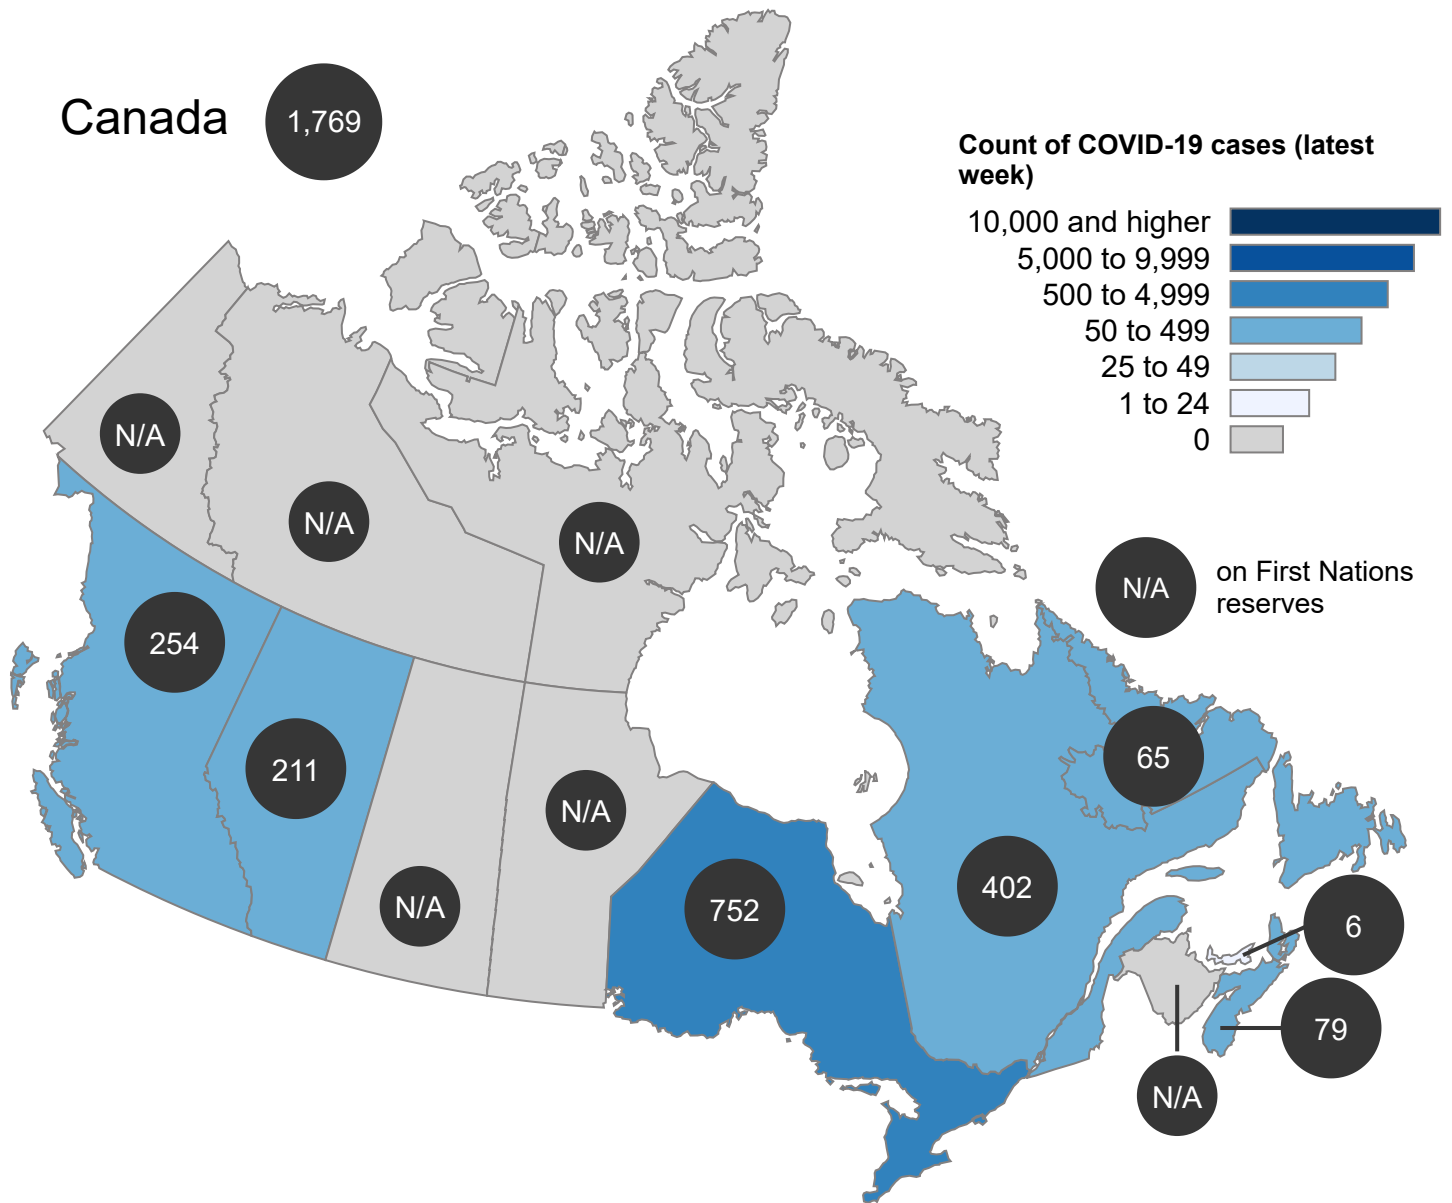 Canada
1,769
Count of COVID-19 cases (latest
week)
10,000 and higher
5,000 to 9,999
500 to 4,999
50 to 499
25 to 49
1 to 24
0
N/A
N/A
N/A
N/A
on First Nations
reserves
254
211
N/A
N/A
752
402
65
6
79
N/A